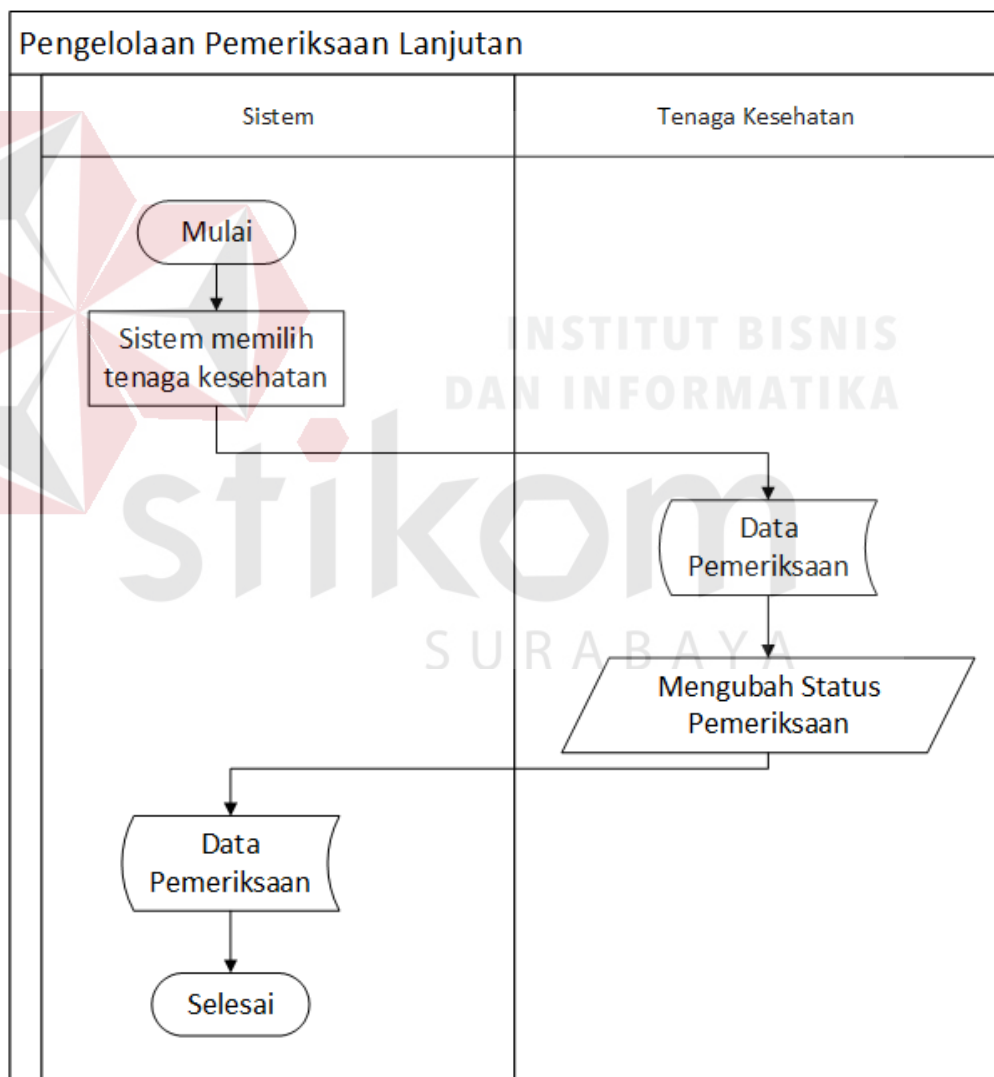 Pengelolaan Pemeriksaan Lanjutan
Sistem
Tenaga Kesehatan
Mulai
Sistem memilih
tenaga kesehatan
INSTITUT BISNIS
DAN INFORMATIKA
stikom
SURABAYA
Data
Pemeriksaan
Mengubah Status
Pemeriksaan
Data
Pemeriksaan
Selesai